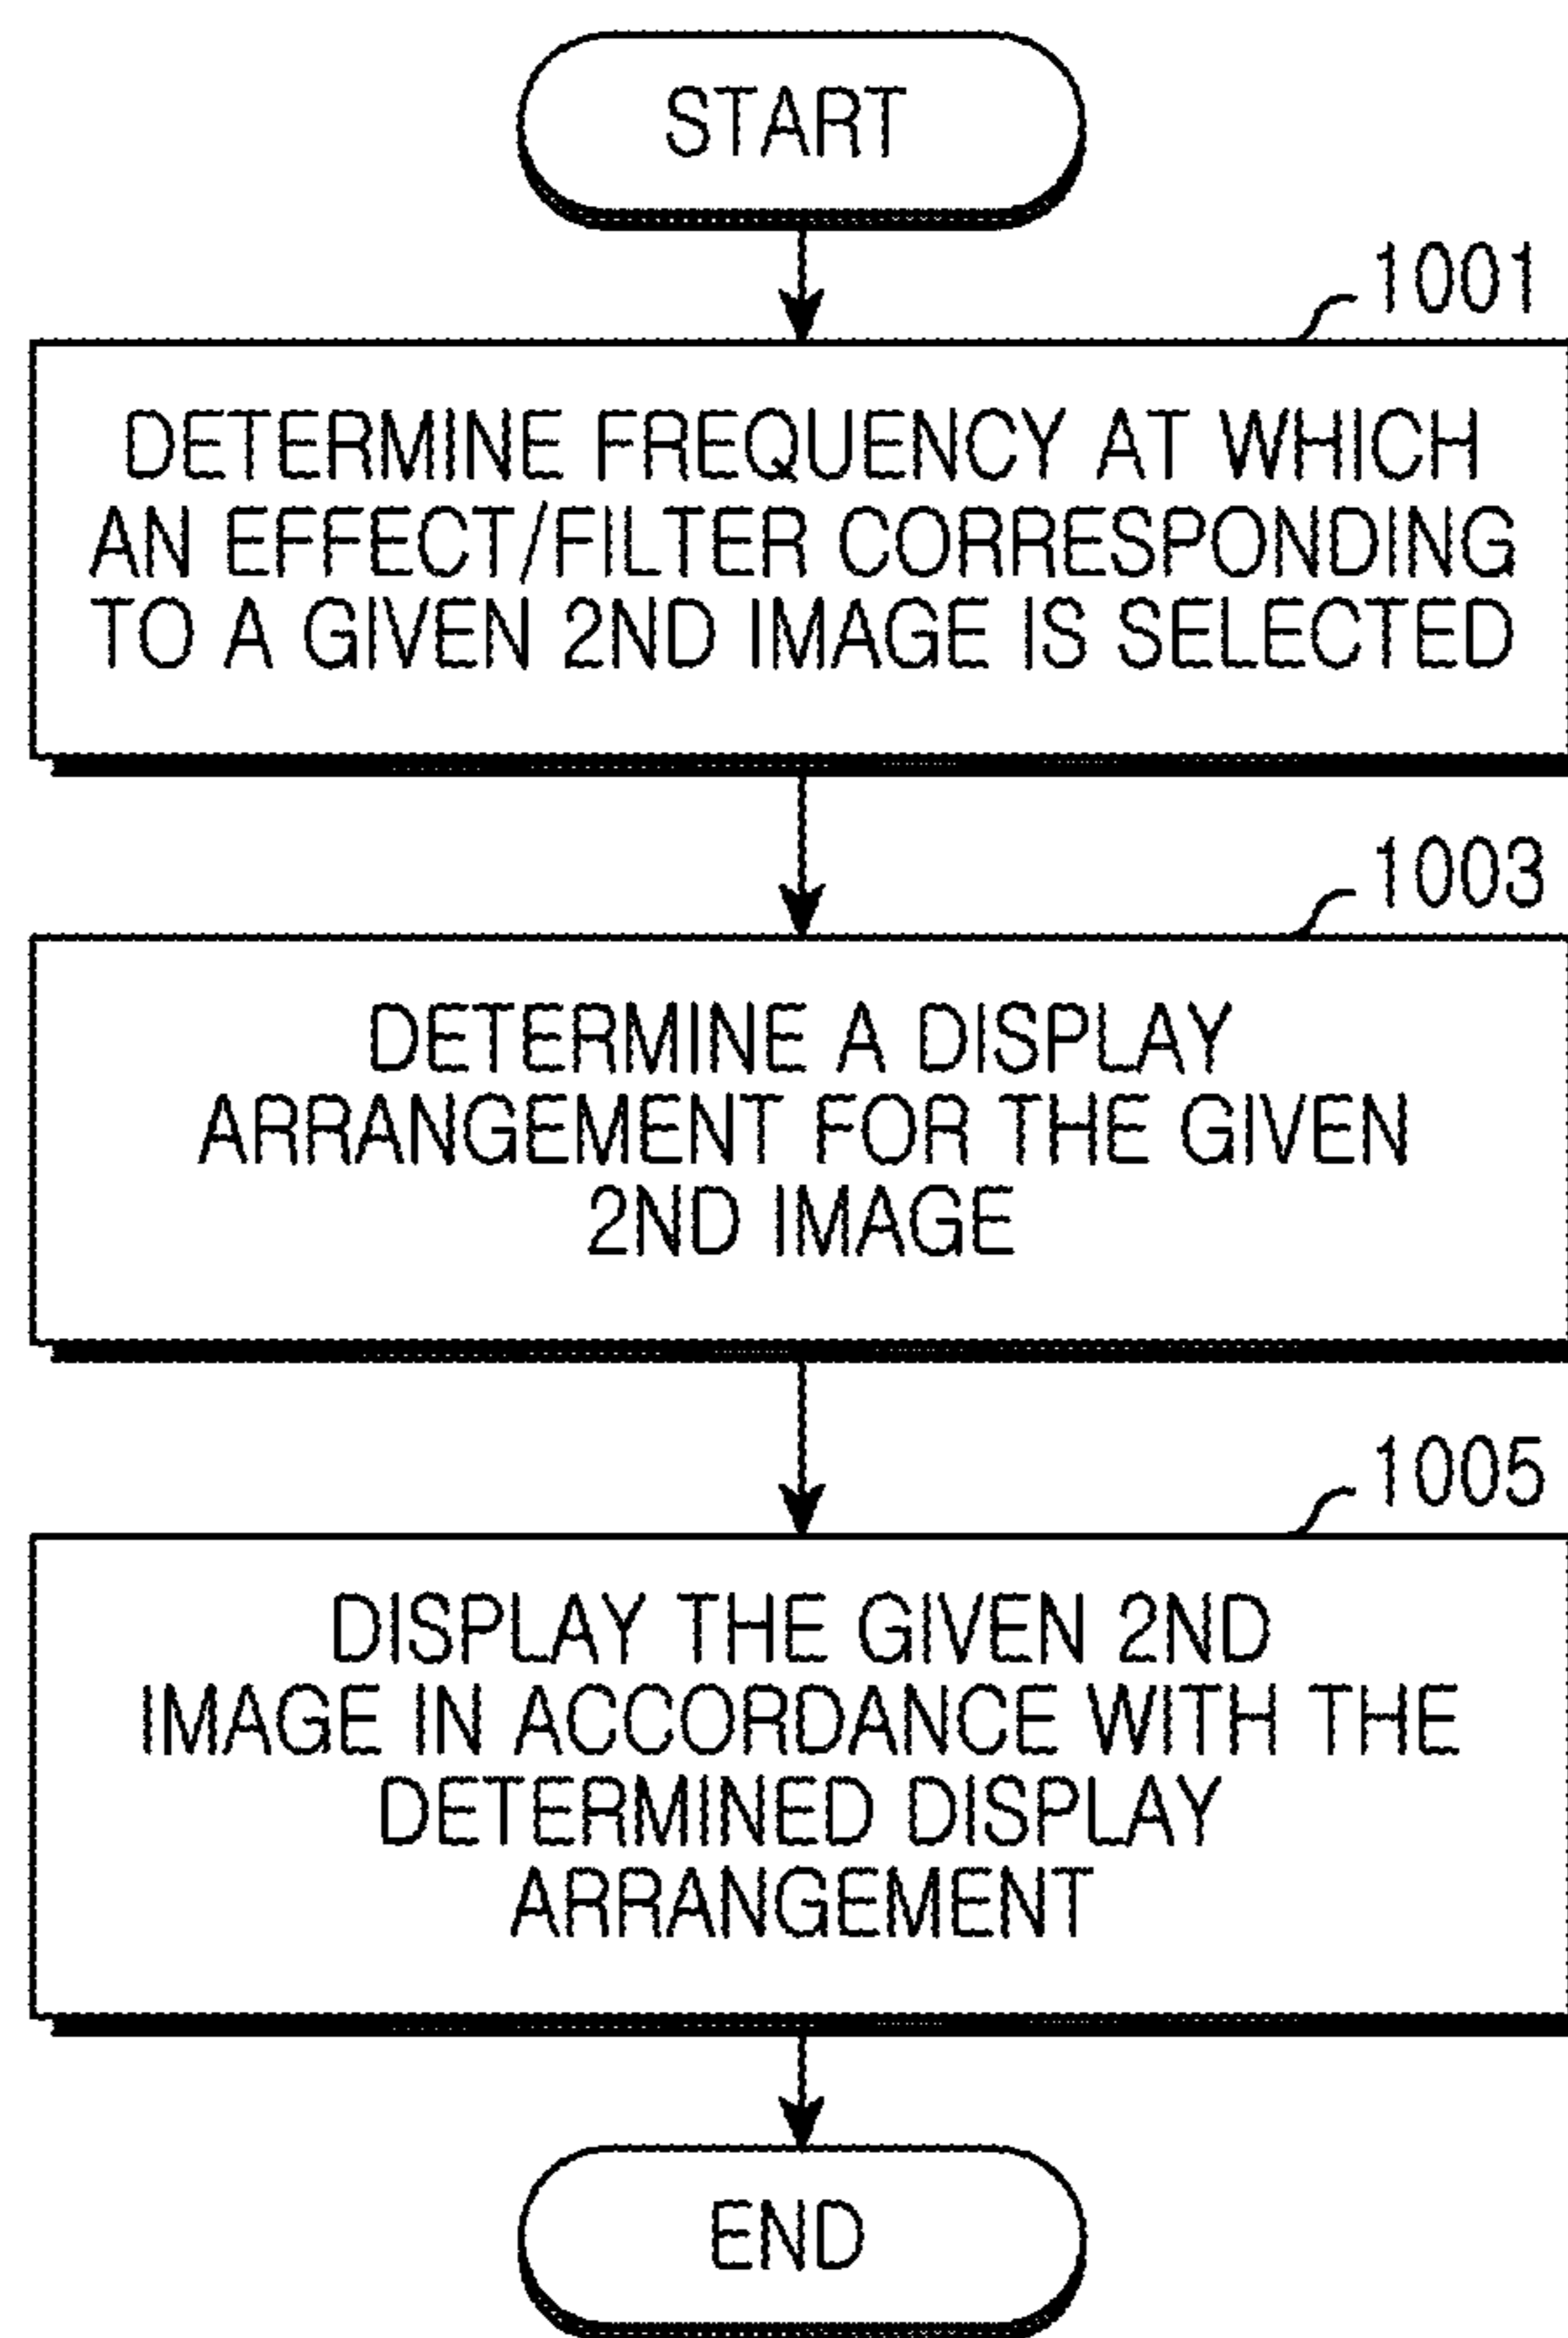 START
1001
DETERMINE FREQUENCY AT WHICH
AN EFFECT/FILTER CORRESPONDING
TO A GIVEN 2ND IMAGE IS SELECTED
1003
DETERMINE A DISPLAY
ARRANGEMENT FOR THE GIVEN
2ND IMAGE
1005
DISPLAY THE GIVEN 2ND
IMAGE IN ACCORDANCE WITH THE
DETERMINED DISPLAY
ARRANGEMENT
END